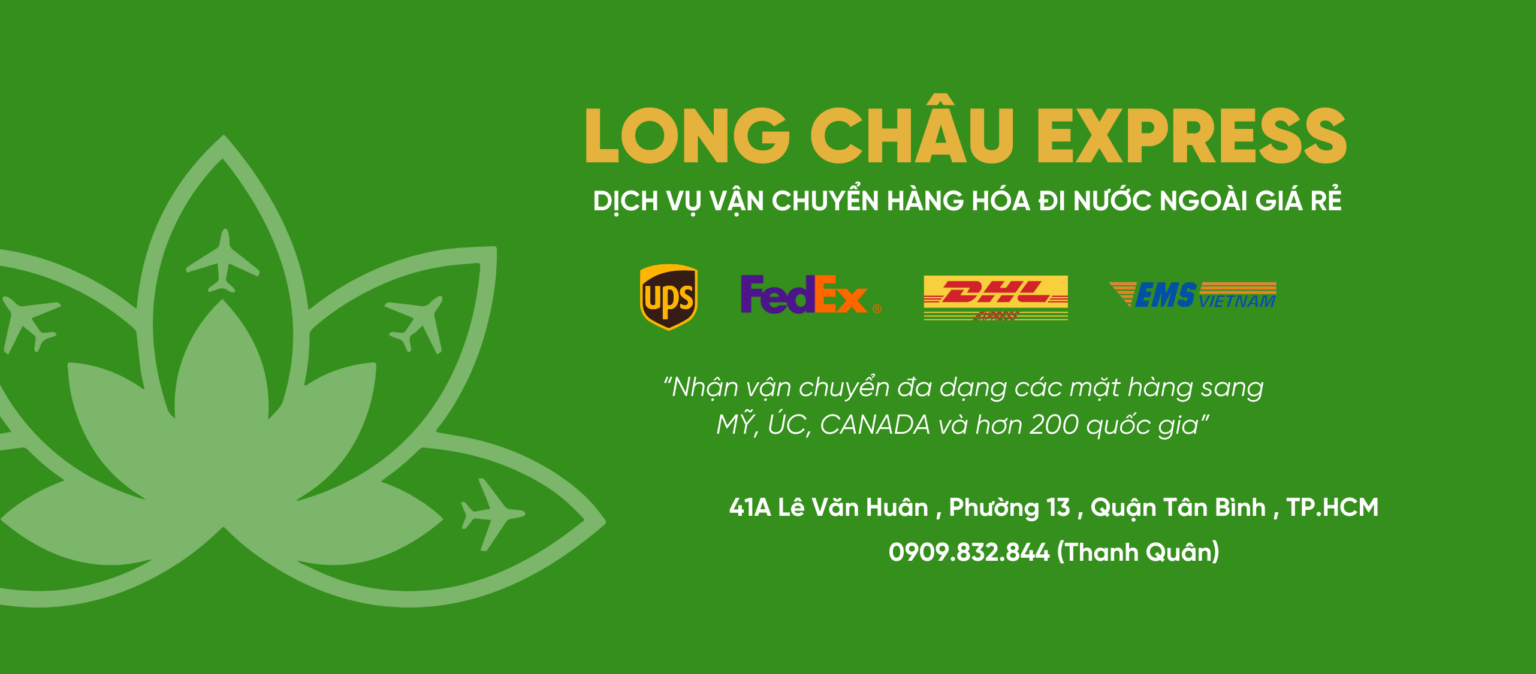 LONG CHÂU EXPRESS
DỊCH VỤ VẬN CHUYỂN HÀNG HÓA ĐI NƯỚC NGOÀI GIÁ RẺ
ups FedEx® DHL EMS VIETNAM
EXPRESS
“Nhận vận chuyển đa dạng các mặt hàng sang
MỸ, ÚC, CANADA và hơn 200 quốc gia”
41A Lê Văn Huân , Phường 13 , Quận Tân Bình , TP.HCM
0909.832.844 (Thanh Quân)